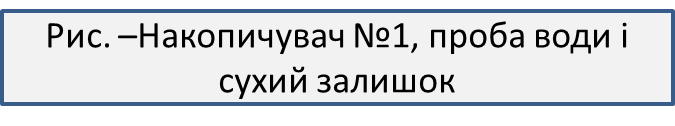 Рис. –Накопичувач №1, проба води і
сухий залишок